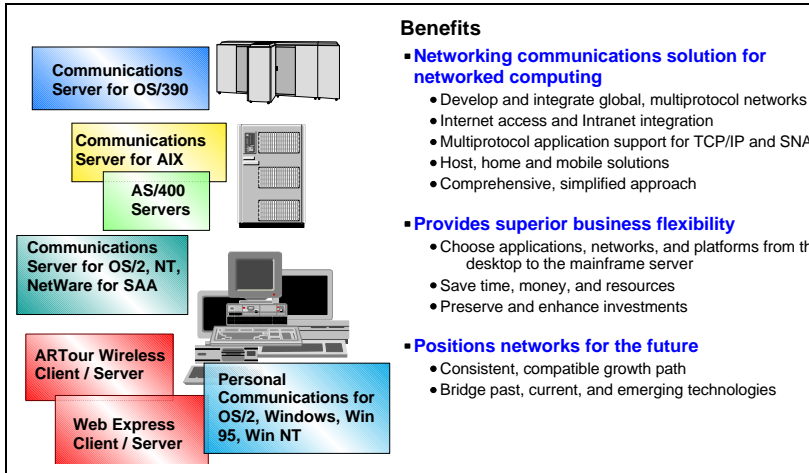 Communications
Server for OS/390
Communications
Server for AIX
AS/400
Servers
Communications
Server for OS/2, NT,
NetWare for SAA
ARTour Wireless
Client / Server
Web Express
Client / Server
Personal
Communications for
OS/2, Windows, Win
95, Win NT
Benefits
Networking communications solution for
networked computing
Develop and integrate global, multiprotocol networks
Internet access and Intranet integration
Multiprotocol application support for TCP/IP and SNA
Host, home and mobile solutions
Comprehensive, simplified approach
Provides superior business flexibility
Choose applications, networks, and platforms from th
desktop to the mainframe server
Save time, money, and resources
Preserve and enhance investments
Positions networks for the future
Consistent, compatible growth path
Bridge past, current, and emerging technologies